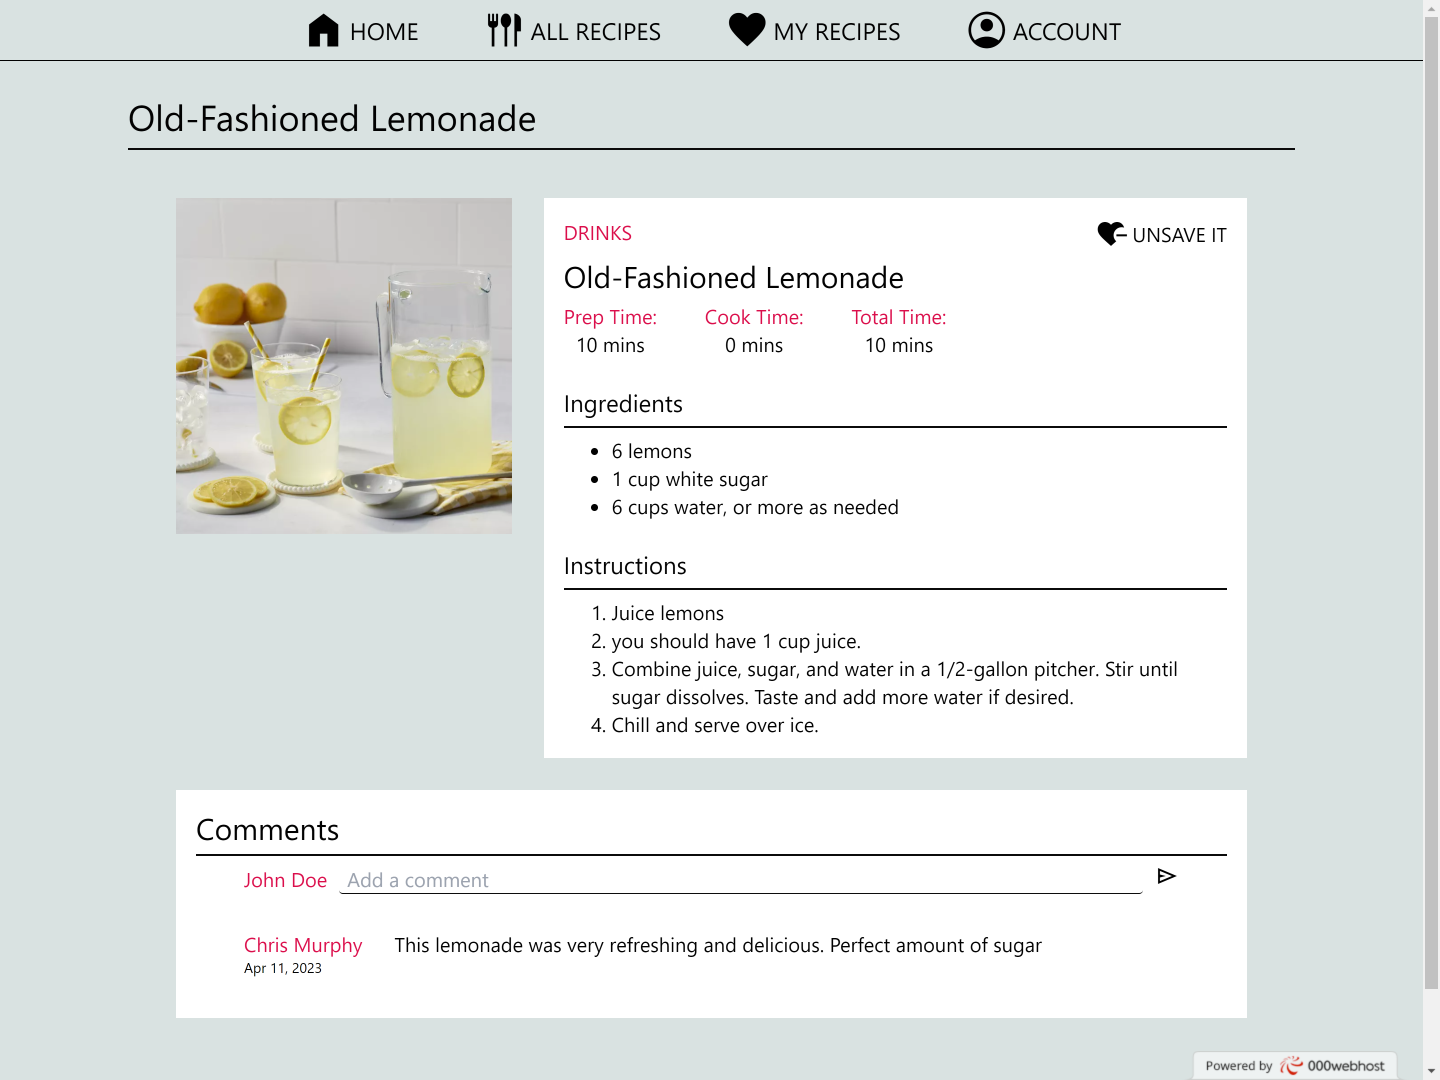 HOME ALL RECIPES MY RECIPES ACCOUNT
Old-Fashioned Lemonade
DRINKS
UNSAVE IT
Old-Fashioned Lemonade
Prep Time: Cook Time: Total Time:
10 mins 0 mins 10 mins
Ingredients
• 6 lemons
• 1 cup white sugar
• 6 cups water, or more as needed
Instructions
1. Juice lemons
2. you should have 1 cup juice.
3. Combine juice, sugar, and water in a 1/2-gallon pitcher. Stir until
sugar dissolves. Taste and add more water if desired.
4. Chill and serve over ice.
Comments
John Doe Add a comment
Chris Murphy This lemonade was very refreshing and delicious. Perfect amount of sugar
Apr 11, 2023
Powered by 000webhost